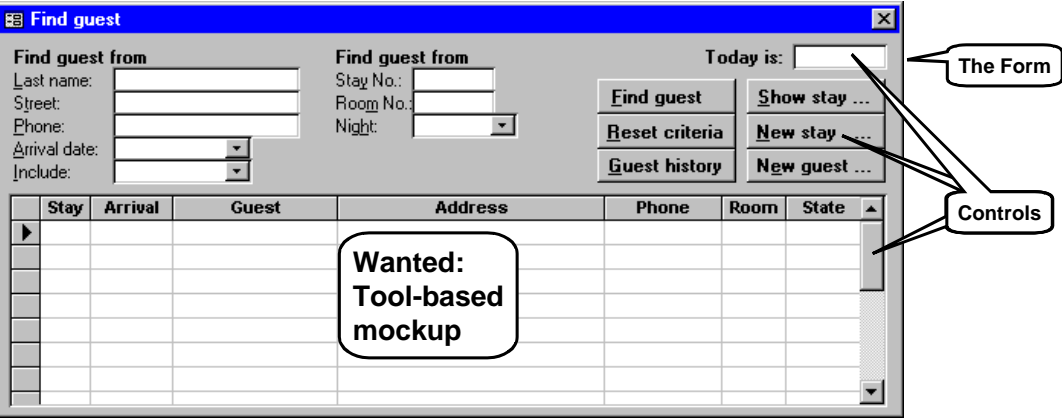 Find guest
Find guest from
Last name:
Street:
Phone:
Arrival date:
Include:
Find guest from
Stay No.:
Room No.:
Night:
Today is:
Find guest
Show stay ...
Reset criteria
New stay ...
Guest history
New guest ...
The Form
Controls
Stay Arrival Guest Address Phone Room State
Wanted:
Tool-based
mockup